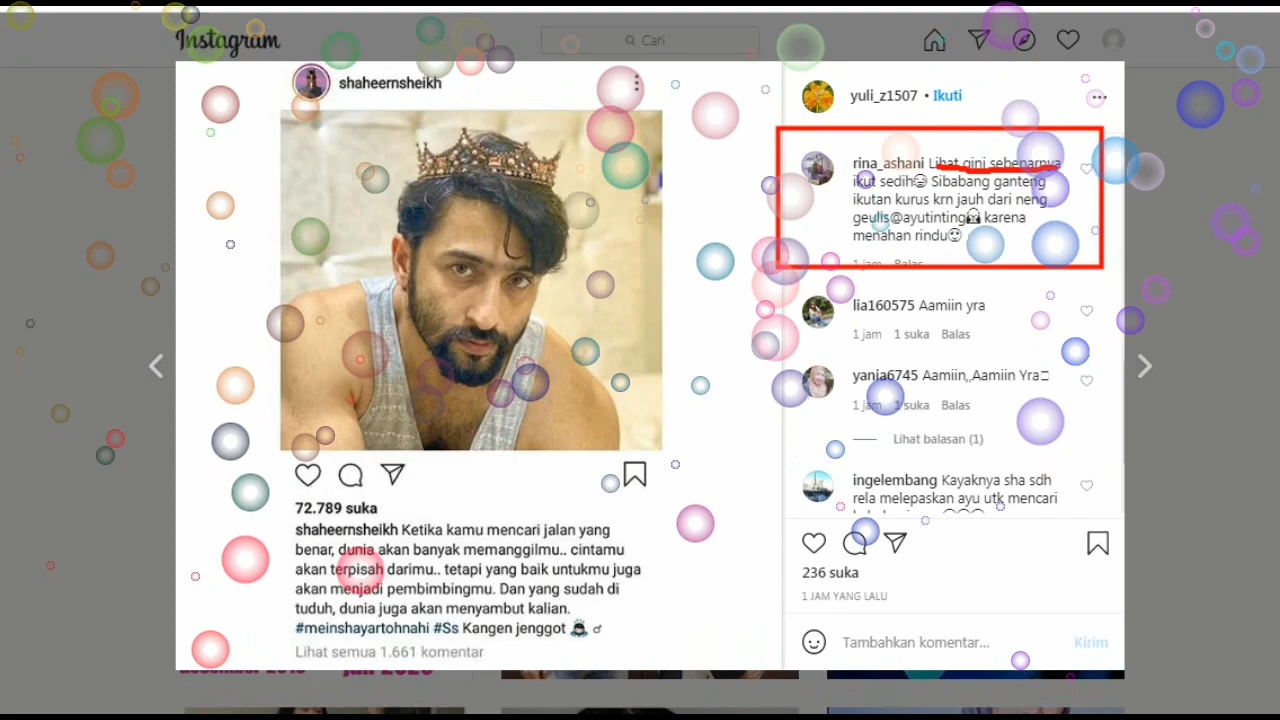 Instagram
Cari
shaheernsheikh
72.789 suka
shaheernsheikh Ketika kamu mencari jalan yang
benar, dunia akan banyak memanggilmu.. cintamu
akan terpisah darimu.. tetapi yang baik untukmu juga
akan menjadi pembimbingmu. Dan yang sudah di
tuduh, dunia juga akan menyambut kalian.
#meinshayartohnahi #Ss Kangen jenggot 🙇 ♂
Lihat semua 1.661 komentar
yuli_z1507 • Ikuti
rina_ashani Lihat gini sebenarnya
ikut sedih Sibabang ganteng
ikutan kurus krn jauh dari neng
geulis@ayutinting karena
menahan rindu
1 jam Balas
lia160575 Aamiin yra
1 jam 1 suka Balas
yania6745 Aamiin,,Aamiin Yra
1 jam 1 suka Balas
Lihat balasan (1)
ingelembang Kayaknya sha sdh
rela melepaskan ayu utk mencari
236 suka
1 JAM YANG LALU
Tambahkan komentar... Kirim